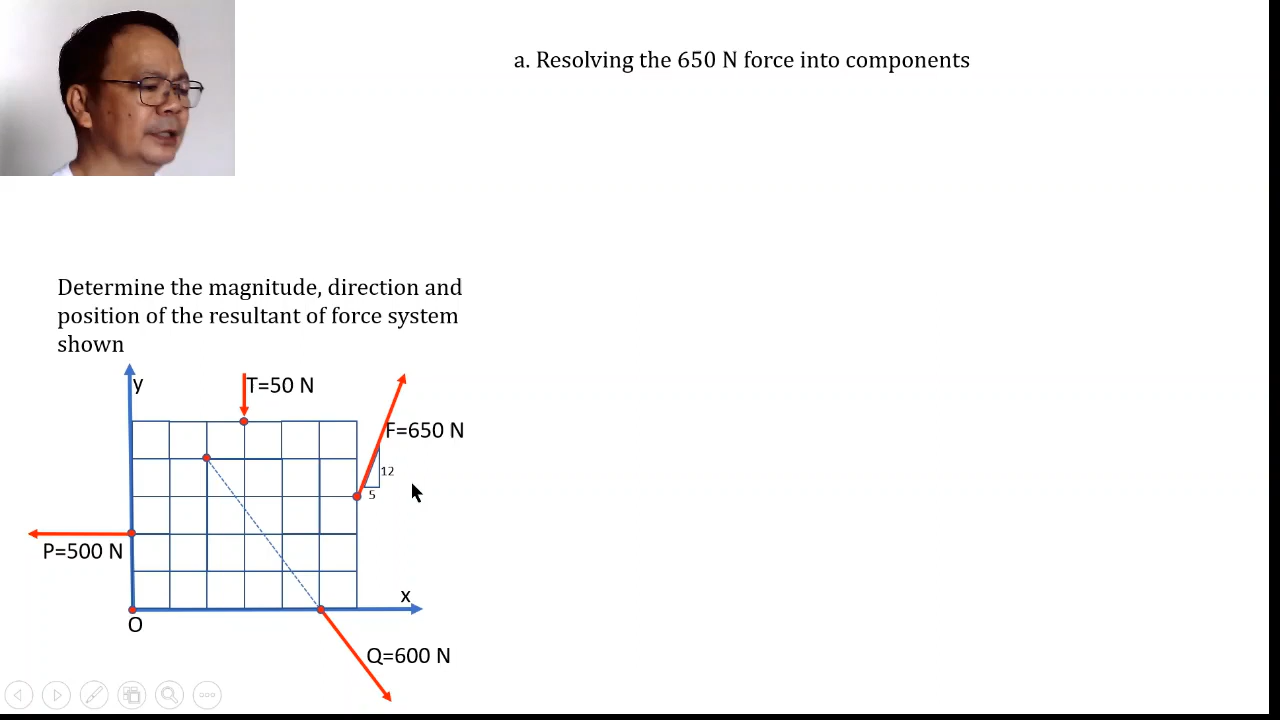 a. Resolving the 650 N force into components
Determine the magnitude, direction and
position of the resultant of force system
shown
y
T=50 N
F=650 N
12
5
P=500 N
x
O
Q=600 N